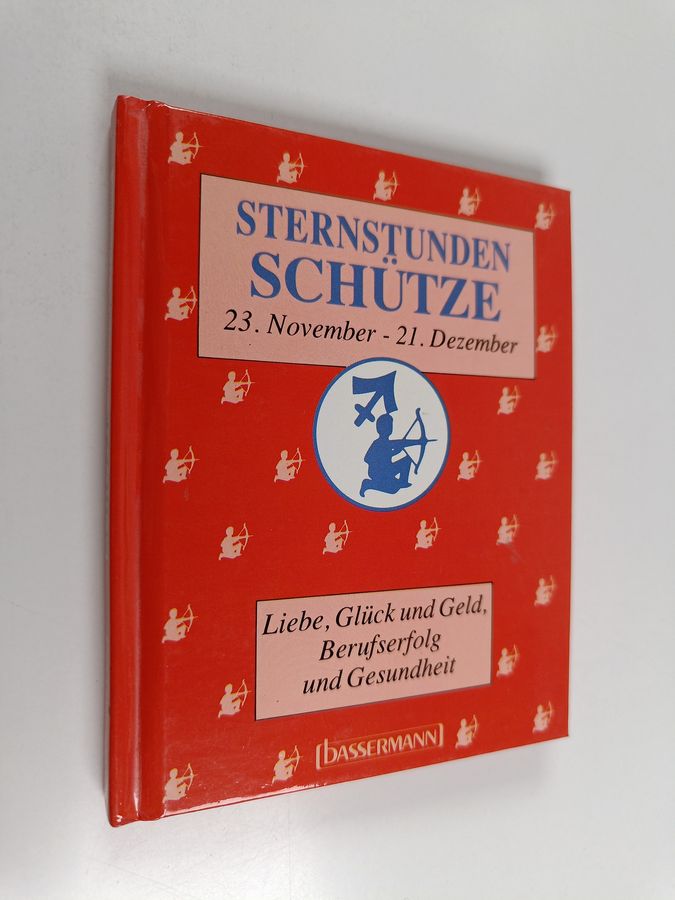 STERNSTUNDEN
SCHÜTZE
23. November - 21. Dezember
Liebe, Glück und Geld,
Berufserfolg
und Gesundheit
bASSERMANN